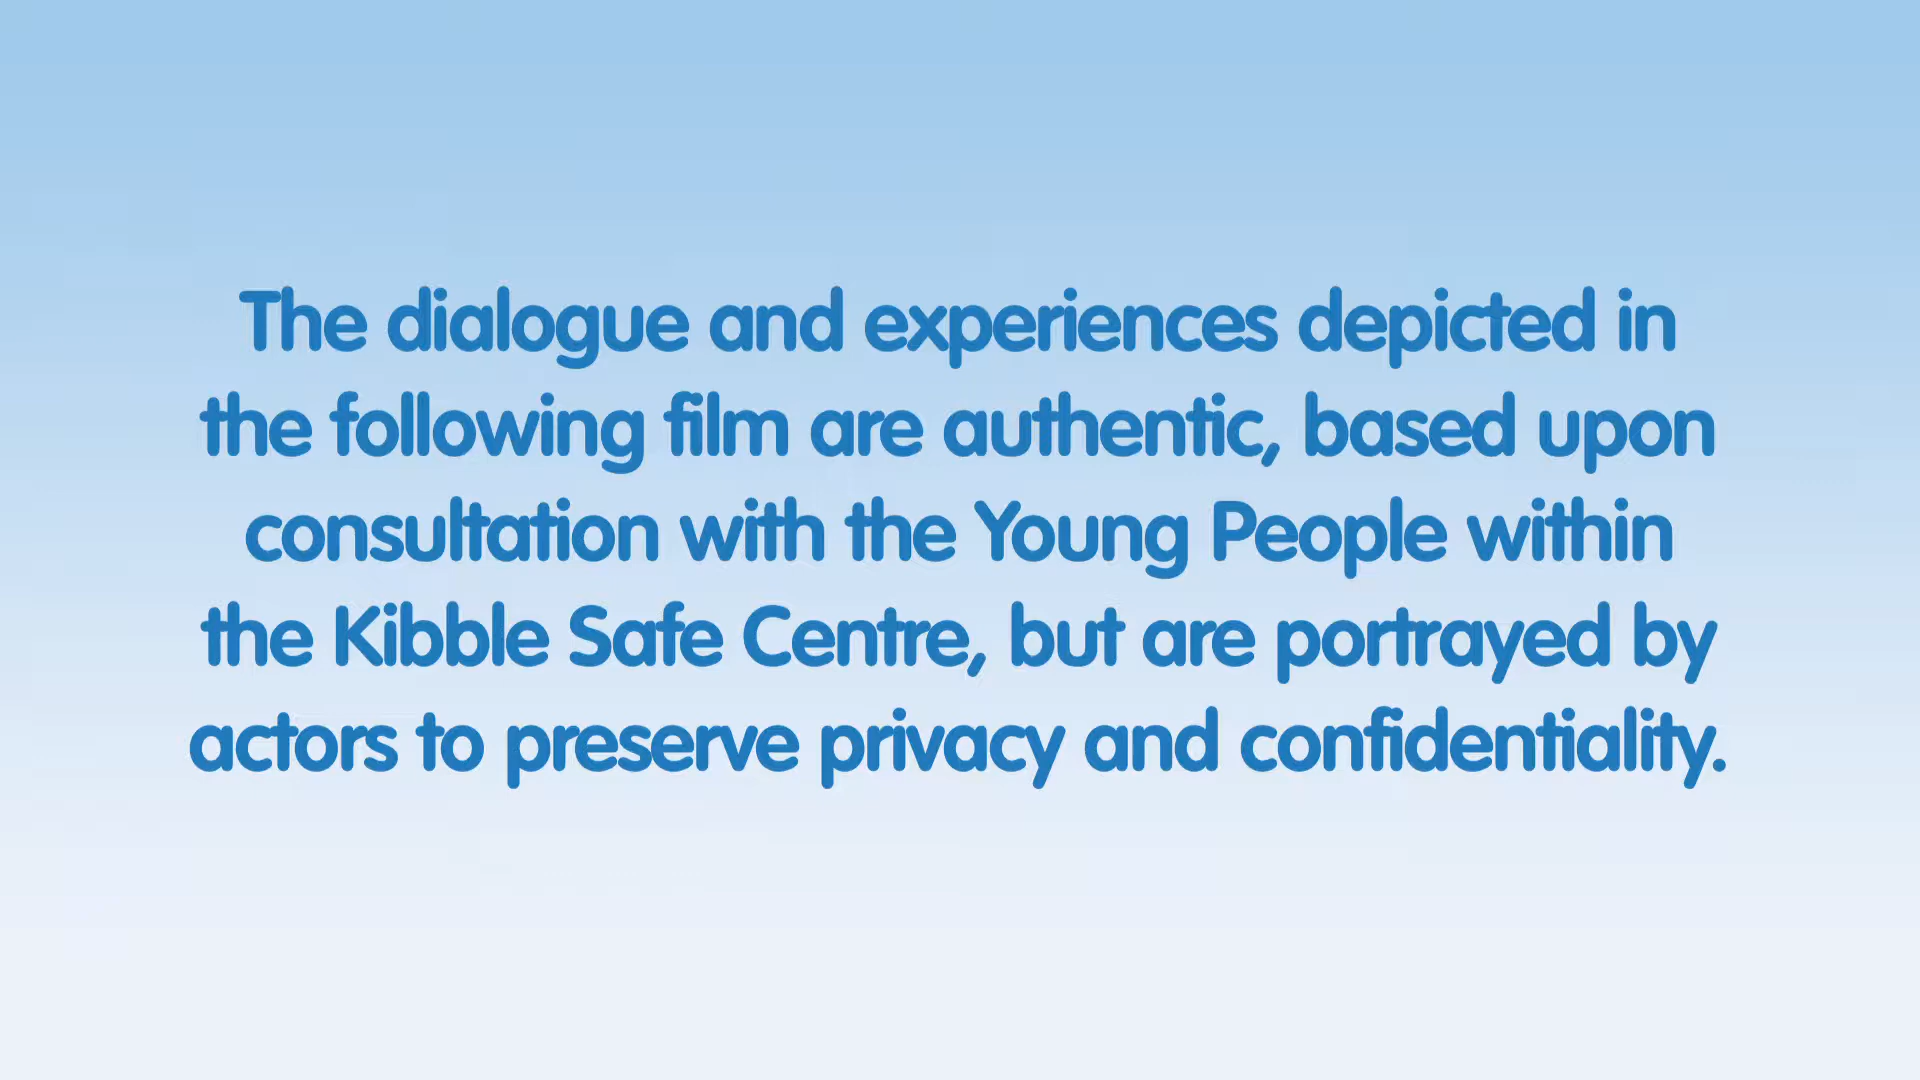 The dialogue and experiences depicted in
the following film are authentic, based upon
consultation with the Young People within
the Kibble Safe Centre, but are portrayed by
actors to preserve privacy and confidentiality.